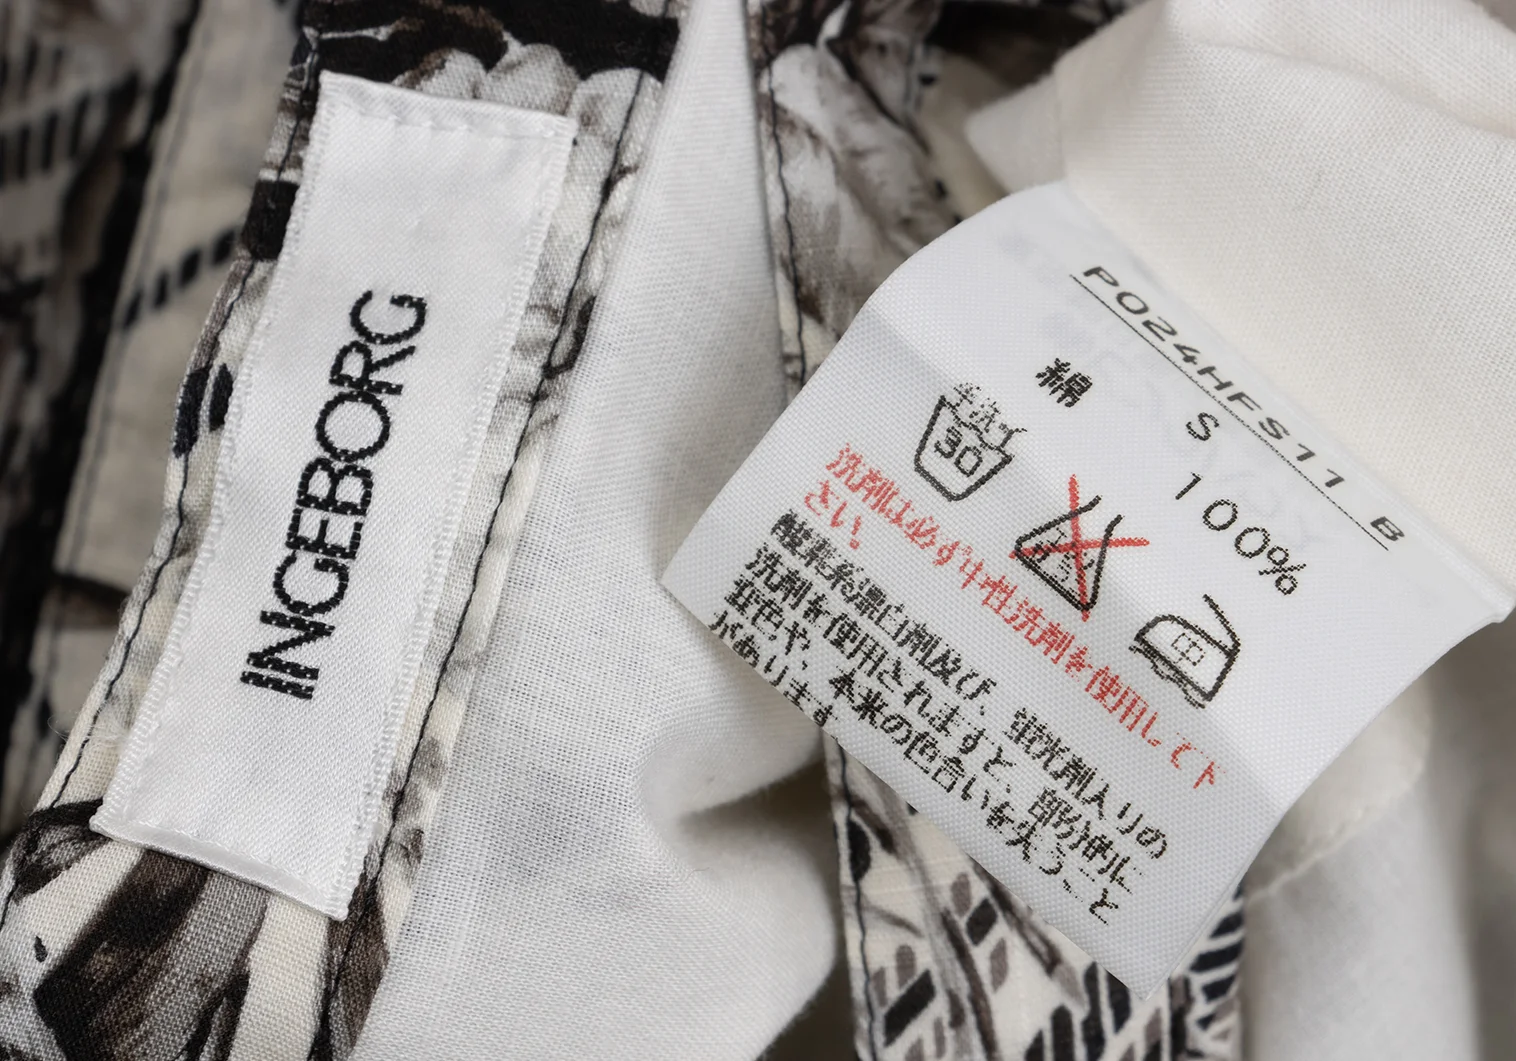 INGEBORG
P024HFS11 B
S
綿 100%
30
洗剤は必ず中性洗剤を使用して下
さい。
酸素系漂白剤及び、蛍光剤入りの
洗剤を使用されますと、部分的に
変色や、本来の色合いを失うこと
があります